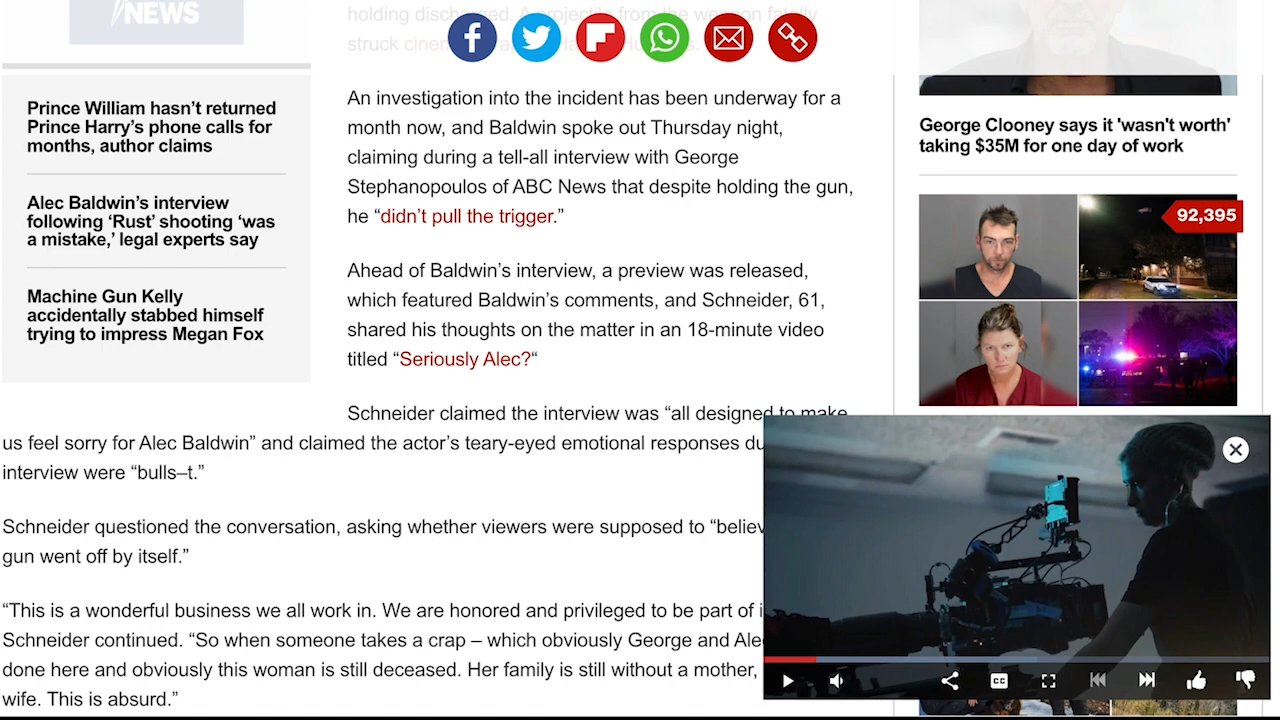 NEWS
Prince William hasn’t returned
Prince Harry’s phone calls for
months, author claims
Alec Baldwin’s interview
following ‘Rust’ shooting ‘was
a mistake,’ legal experts say
Machine Gun Kelly
accidentally stabbed himself
trying to impress Megan Fox
holding discharged. A projectile from the weapon fatally
struck
An investigation into the incident has been underway for a
month now, and Baldwin spoke out Thursday night,
claiming during a tell-all interview with George
Stephanopoulos of ABC News that despite holding the gun,
he “didn’t pull the trigger.”
Ahead of Baldwin’s interview, a preview was released,
which featured Baldwin’s comments, and Schneider, 61,
shared his thoughts on the matter in an 18-minute video
titled “Seriously Alec?“
Schneider claimed the interview was “all designed to make
us feel sorry for Alec Baldwin” and claimed the actor’s teary-eyed emotional responses du
interview were “bulls–t.”
Schneider questioned the conversation, asking whether viewers were supposed to “believ
gun went off by itself.”
“This is a wonderful business we all work in. We are honored and privileged to be part of i
Schneider continued. “So when someone takes a crap – which obviously George and Ale
done here and obviously this woman is still deceased. Her family is still without a mother,
wife. This is absurd.”
George Clooney says it 'wasn't worth'
taking $35M for one day of work
92,395
CC